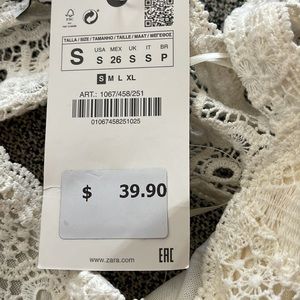 FSC
TALLA / SIZE / TAMANHO / TAILLE / MAAT / ΜΕΓΕΘΟΣ
S
USA MEX UK IT BR
S 26 S S P
S M L XL
ART.: 1067/458/251
01067458251025
$ 39.90
www.zara.com
EAC